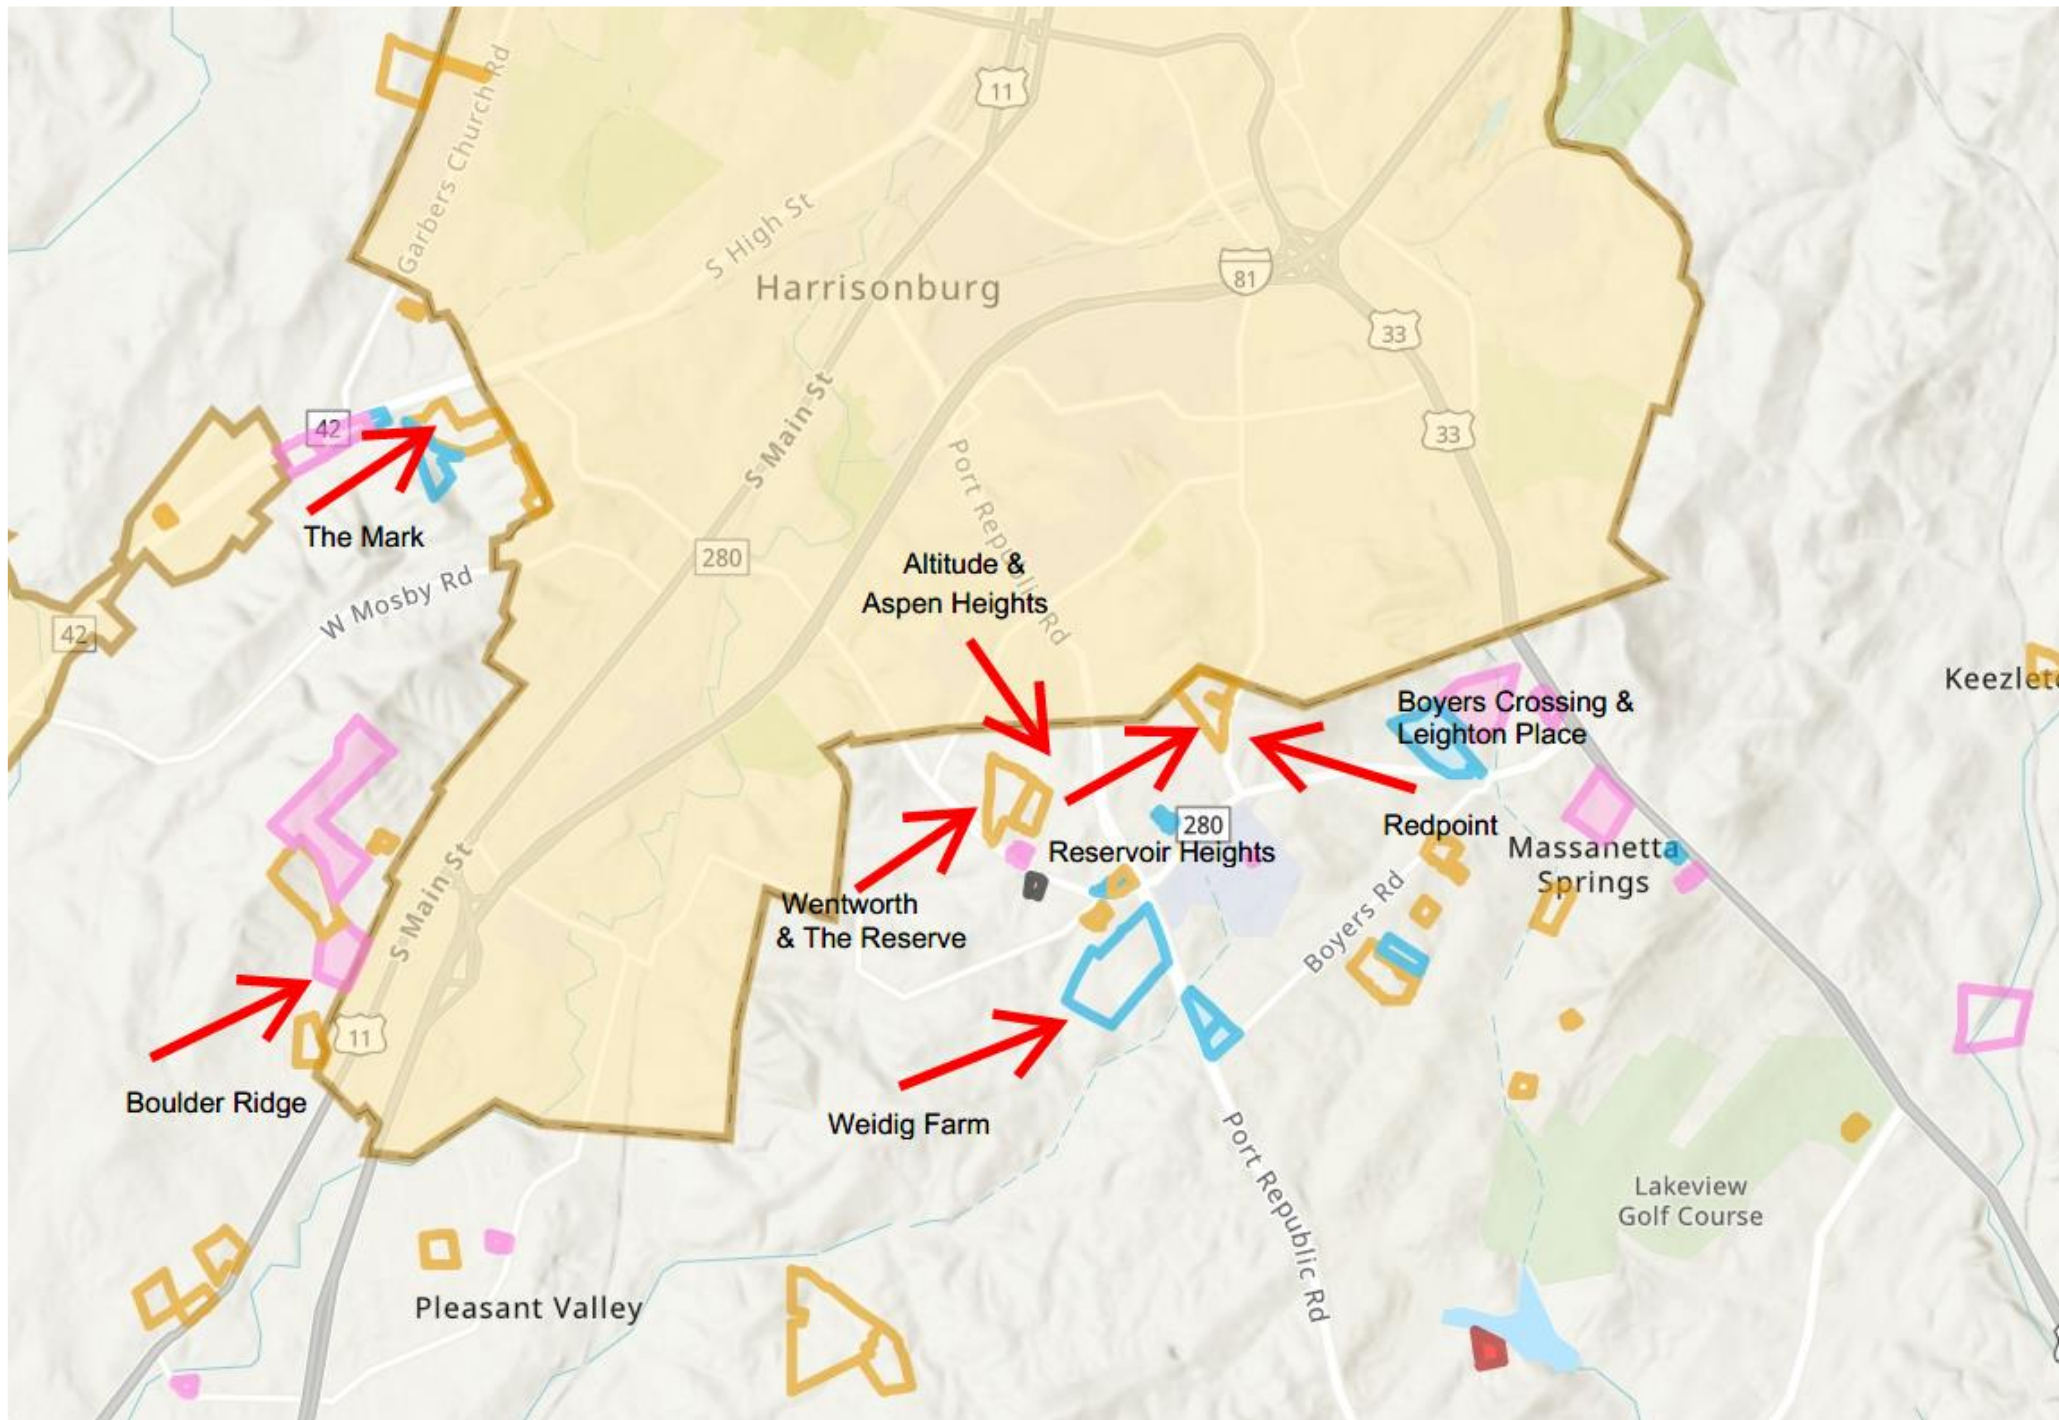 11
Garbers Church Rd
S High St
Harrisonburg
81
33
42
S Main St
33
Port Republic Rd
The Mark
280
Altitude &
Aspen Heights
W Mosby Rd
42
Keezlet
Boyers Crossing &
Leighton Place
280
Redpoint
Reservoir Heights
Massanetta
Springs
Wentworth
& The Reserve
S Main St
Boyers Rd
11
Boulder Ridge
Weidig Farm
Port Republic Rd
Lakeview
Golf Course
Pleasant Valley